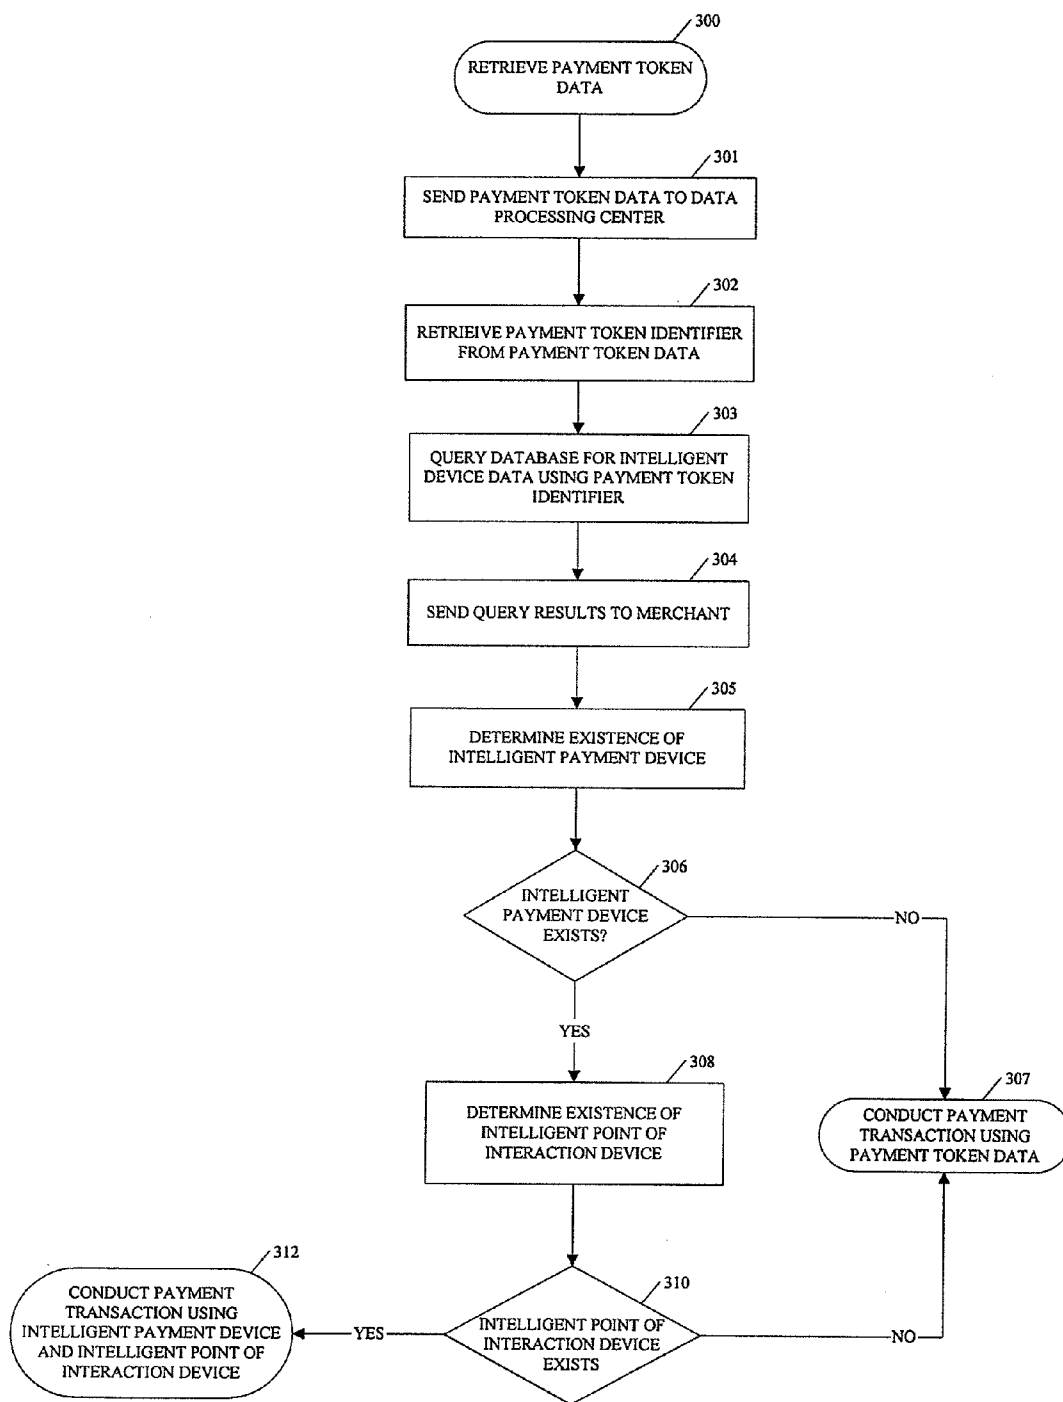 300
RETRIEVE PAYMENT TOKEN
DATA
301
SEND PAYMENT TOKEN DATA TO DATA
PROCESSING CENTER
302
RETRIEIVE PAYMENT TOKEN IDENTIFIER
FROM PAYMENT TOKEN DATA
303
QUERY DATABASE FOR INTELLIGENT
DEVICE DATA USING PAYMENT TOKEN
IDENTIFIER
304
SEND QUERY RESULTS TO MERCHANT
305
DETERMINE EXISTENCE OF
INTELLIGENT PAYMENT DEVICE
306
INTELLIGENT
PAYMENT DEVICE
EXISTS?
NO
YES
308
DETERMINE EXISTENCE OF
INTELLIGENT POINT OF
INTERACTION DEVICE
307
CONDUCT PAYMENT
TRANSACTION USING
PAYMENT TOKEN DATA
310
INTELLIGENT POINT OF
INTERACTION DEVICE
EXISTS
NO
YES
312
CONDUCT PAYMENT
TRANSACTION USING
INTELLIGENT PAYMENT DEVICE
AND INTELLIGENT POINT OF
INTERACTION DEVICE